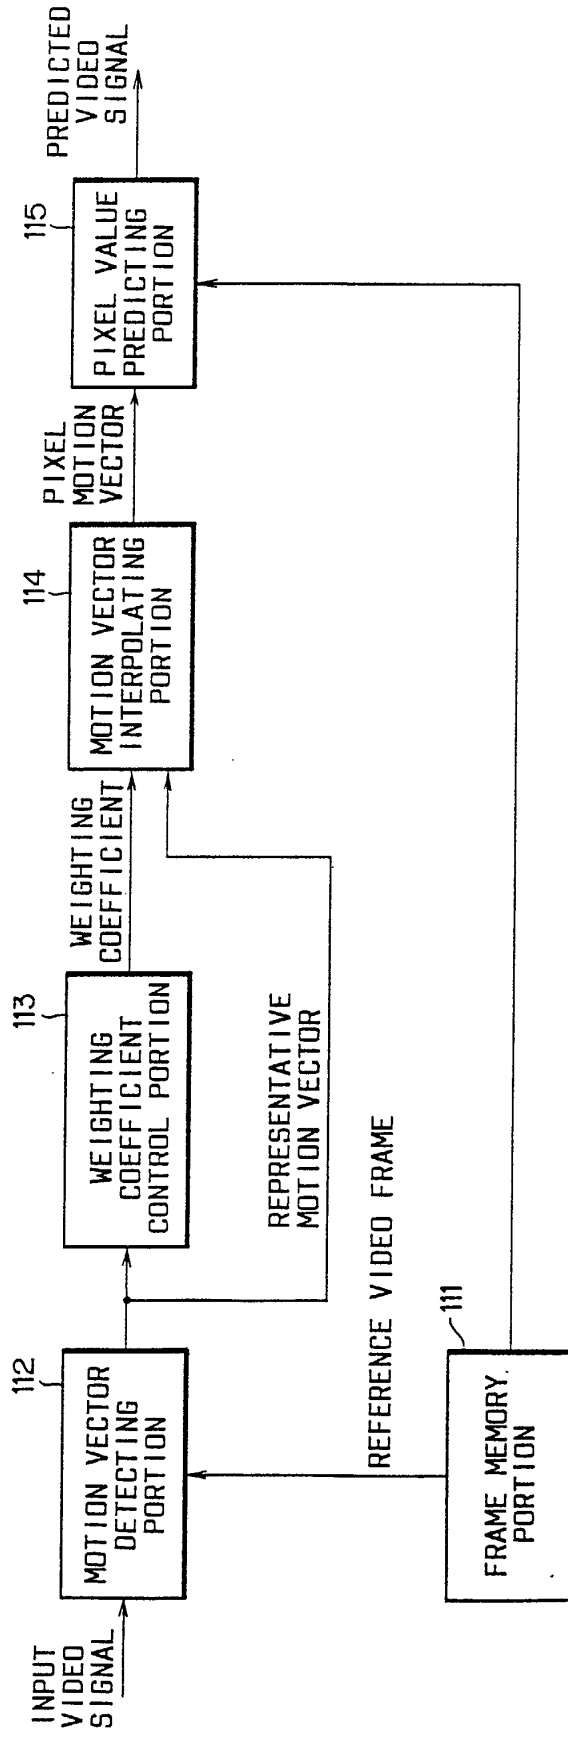 INPUT
VIDEO
SIGNAL
112
MOTION VECTOR
DETECTING
PORTION
113
WEIGHTING
COEFFICIENT
CONTROL PORTION
WEIGHTING
COEFFICIENT
114
MOTION VECTOR
INTERPOLATING
PORTION
PIXEL
MOTION
VECTOR
115
PIXEL VALUE
PREDICTING
PORTION
PREDICTED
VIDEO
SIGNAL
REPRESENTATIVE
MOTION VECTOR
REFERENCE VIDEO FRAME
111
FRAME MEMORY
PORTION